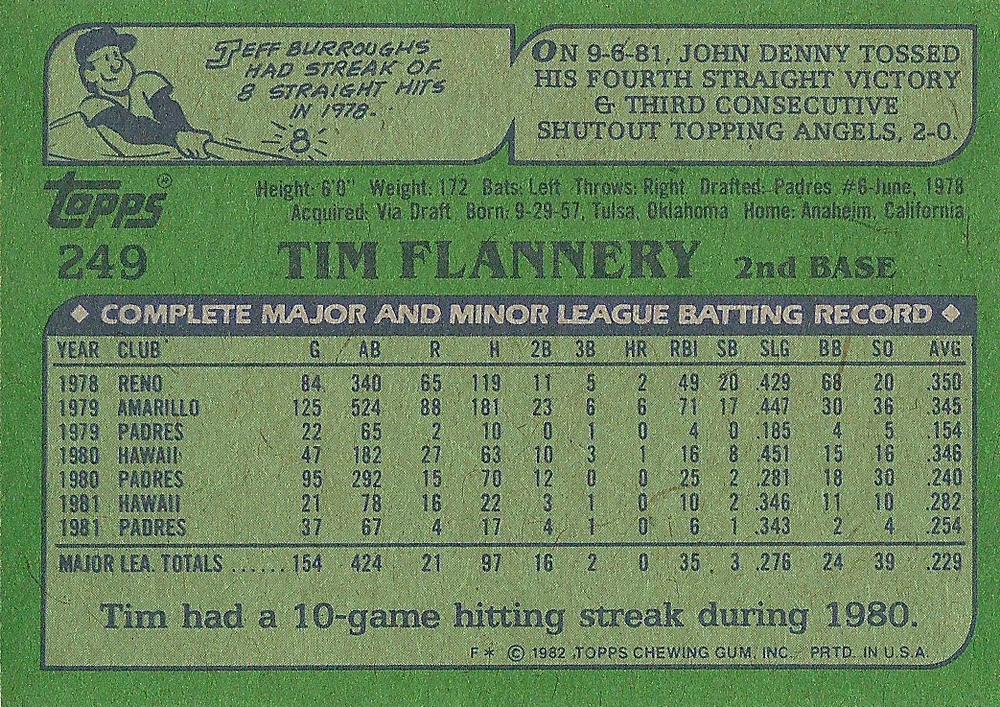 JEFF BURROUGHS
HAD STREAK OF
8 STRAIGHT HITS
IN 1978.
8
ON 9-6-81, JOHN DENNY TOSSED
HIS FOURTH STRAIGHT VICTORY
& THIRD CONSECUTIVE
SHUTOUT TOPPING ANGELS, 2-0.
Topps®
Height: 6'0" Weight: 172 Bats: Left Throws: Right Drafted: Padres #6-June, 1978
Acquired: Via Draft Born: 9-29-57, Tulsa, Oklahoma Home: Anaheim, California
249 TIM FLANNERY 2nd BASE
◆ COMPLETE MAJOR AND MINOR LEAGUE BATTING RECORD ◆
YEAR CLUB G AB R H 2B 3B HR RBI SB SLG BB SO AVG
1978 RENO 84 340 65 119 11 5 2 49 20 .429 68 20 .350
1979 AMARILLO 125 524 88 181 23 6 6 71 17 .447 30 36 .345
1979 PADRES 22 65 2 10 0 1 0 4 0 .185 4 5 .154
1980 HAWAII 47 182 27 63 10 3 1 16 8 .451 15 16 .346
1980 PADRES 95 292 15 70 12 0 0 25 2 .281 18 30 .240
1981 HAWAII 21 78 16 22 3 1 0 10 2 .346 11 10 .282
1981 PADRES 37 67 4 17 4 1 0 6 1 .343 2 4 .254
MAJOR LEA. TOTALS ...... 154 424 21 97 16 2 0 35 3 .276 24 39 .229
Tim had a 10-game hitting streak during 1980.
F* © 1982 TOPPS CHEWING GUM, INC. PRTD. IN U.S.A.